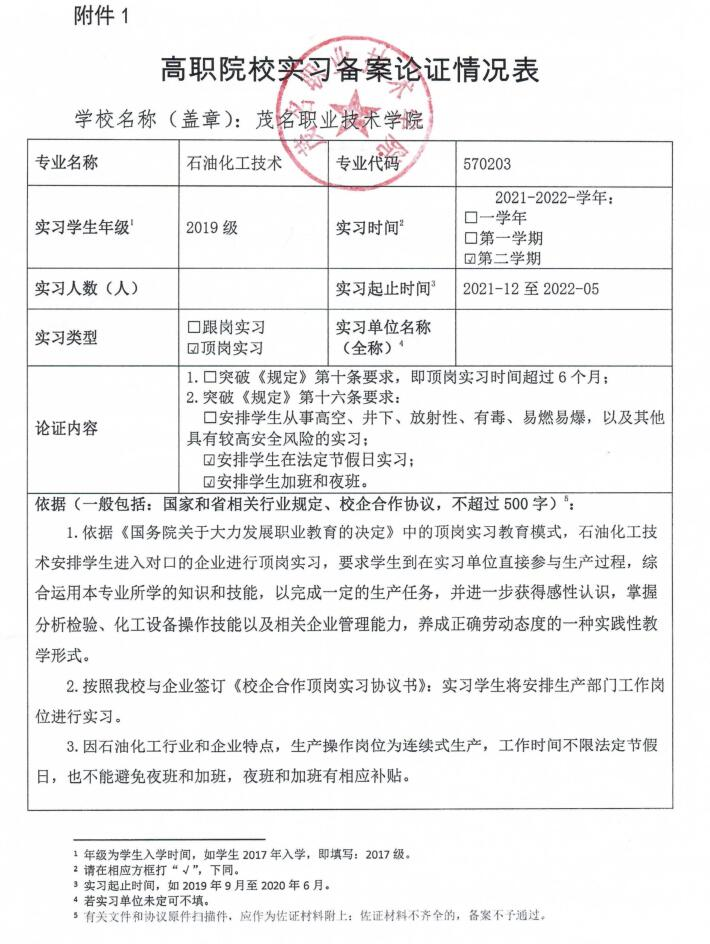 附件 1
高职院校实习备案论证情况表
学校名称（盖章）：茂名职业技术学院
专业名称 石油化工技术 专业代码 570203
实习学生年级1 2019 级 实习时间2 2021-2022-学年：
□一学年
□第一学期
☑第二学期
实习人数（人） 实习起止时间3 2021-12 至 2022-05
实习类型 □跟岗实习
☑顶岗实习
实习单位名称
（全称）4
论证内容
1.□突破《规定》第十条要求，即顶岗实习时间超过 6 个月；
2.突破《规定》第十六条要求：
□安排学生从事高空、井下、放射性、有毒、易燃易爆，以及其他
具有较高安全风险的实习；
☑安排学生在法定节假日实习；
☑安排学生加班和夜班。
依据（一般包括：国家和省相关行业规定、校企合作协议，不超过 500 字）5：
1.依据《国务院关于大力发展职业教育的决定》中的顶岗实习教育模式，石油化工技
术安排学生进入对口的企业进行顶岗实习，要求学生到在实习单位直接参与生产过程，综
合运用本专业所学的知识和技能，以完成一定的生产任务，并进一步获得感性认识，掌握
分析检验、化工设备操作技能以及相关企业管理能力，养成正确劳动态度的一种实践性教
学形式。
2.按照我校与企业签订《校企合作顶岗实习协议书》：实习学生将安排生产部门工作岗
位进行实习。
3.因石油化工行业和企业特点，生产操作岗位为连续式生产，工作时间不限法定节假
日，也不能避免夜班和加班，夜班和加班有相应补贴。
1 年级为学生入学时间，如学生 2017 年入学，即填写：2017 级。
2 请在相应方框打“√”，下同。
3 实习起止时间，如 2019 年 9 月至 2020 年 6 月。
4 若实习单位未定可不填。
5 有关文件和协议原件扫描件，应作为佐证材料附上；佐证材料不齐全的，备案不予通过。
茂名职业技术学院